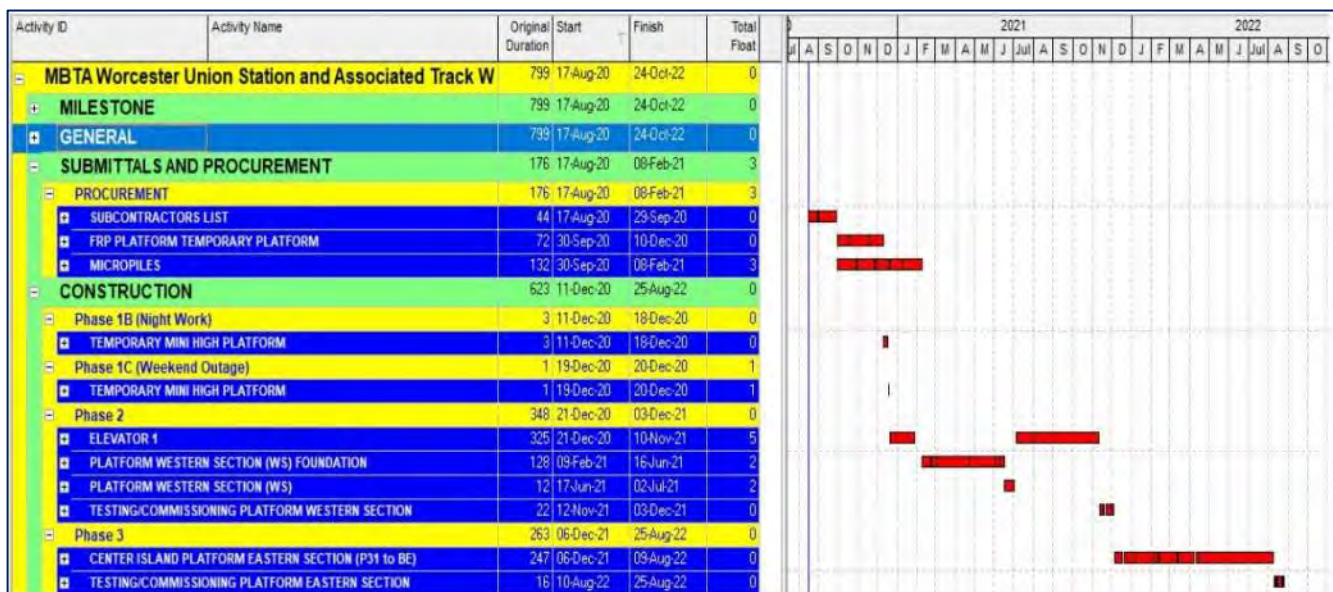 Activity ID Activity Name Original Duration Start Finish Total Float 2021 2022
Jul A S O N D J F M A M J Jul A S O N D J F M A M J Jul A S O
MBTA Worcester Union Station and Associated Track W 799 17-Aug-20 24-Oct-22 0
MILESTONE 799 17-Aug-20 24-Oct-22 0
GENERAL 799 17-Aug-20 24-Oct-22 0
SUBMITTALS AND PROCUREMENT 176 17-Aug-20 08-Feb-21 3
PROCUREMENT 176 17-Aug-20 08-Feb-21 3
SUBCONTRACTORS LIST 44 17-Aug-20 29-Sep-20 0
FRP PLATFORM TEMPORARY PLATFORM 72 30-Sep-20 10-Dec-20 0
MICROPILES 132 30-Sep-20 08-Feb-21 3
CONSTRUCTION 623 11-Dec-20 25-Aug-22 0
Phase 1B (Night Work) 3 11-Dec-20 18-Dec-20 0
TEMPORARY MINI HIGH PLATFORM 3 11-Dec-20 18-Dec-20 0
Phase 1C (Weekend Outage) 1 19-Dec-20 20-Dec-20 1
TEMPORARY MINI HIGH PLATFORM 1 19-Dec-20 20-Dec-20 1
Phase 2 348 21-Dec-20 03-Dec-21 0
ELEVATOR 1 325 21-Dec-20 10-Nov-21 5
PLATFORM WESTERN SECTION (WS) FOUNDATION 128 09-Feb-21 16-Jun-21 2
PLATFORM WESTERN SECTION (WS) 12 17-Jun-21 02-Jul-21 2
TESTING/COMMISSIONING PLATFORM WESTERN SECTION 22 12-Nov-21 03-Dec-21 0
Phase 3 263 06-Dec-21 25-Aug-22 0
CENTER ISLAND PLATFORM EASTERN SECTION (P31 to BE) 247 06-Dec-21 09-Aug-22 0
TESTING/COMMISSIONING PLATFORM EASTERN SECTION 16 10-Aug-22 25-Aug-22 0